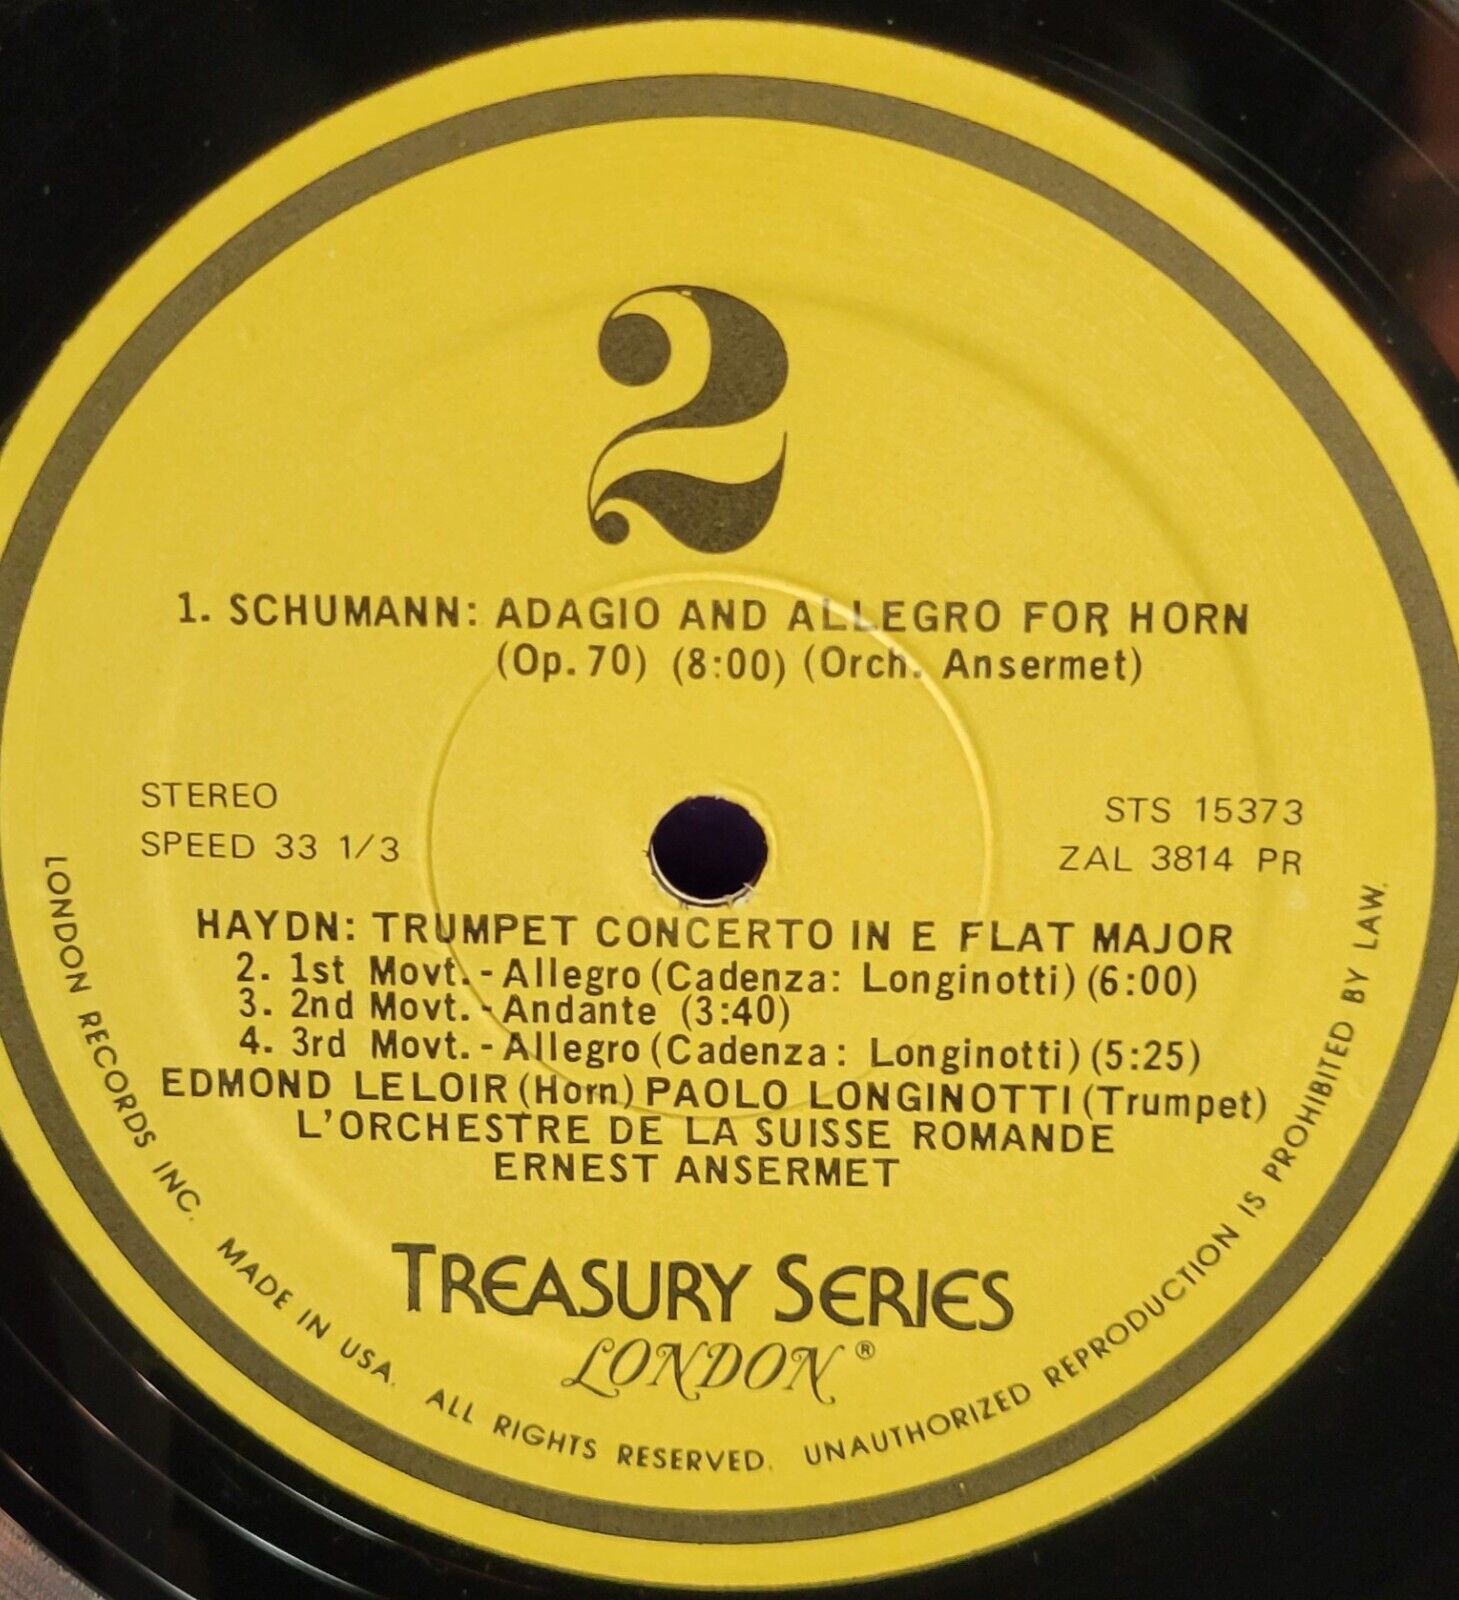 2
1. SCHUMANN: ADAGIO AND ALLEGRO FOR HORN
(Op. 70) (8:00) (Orch. Ansermet)
STEREO
SPEED 33 1/3
STS 15373
ZAL 3814 PR
HAYDN: TRUMPET CONCERTO IN E FLAT MAJOR
2. 1st Movt. - Allegro (Cadenza: Longinotti) (6:00)
3. 2nd Movt. - Andante (3:40)
4. 3rd Movt. - Allegro (Cadenza: Longinotti) (5:25)
EDMOND LELOIR (Horn) PAOLO LONGINOTTI (Trumpet)
L'ORCHESTRE DE LA SUISSE ROMANDE
ERNEST ANSERMET
TREASURY SERIES
LONDON ®
LONDON RECORDS INC. MADE IN USA. ALL RIGHTS RESERVED. UNAUTHORIZED REPRODUCTION IS PROHIBITED BY LAW.